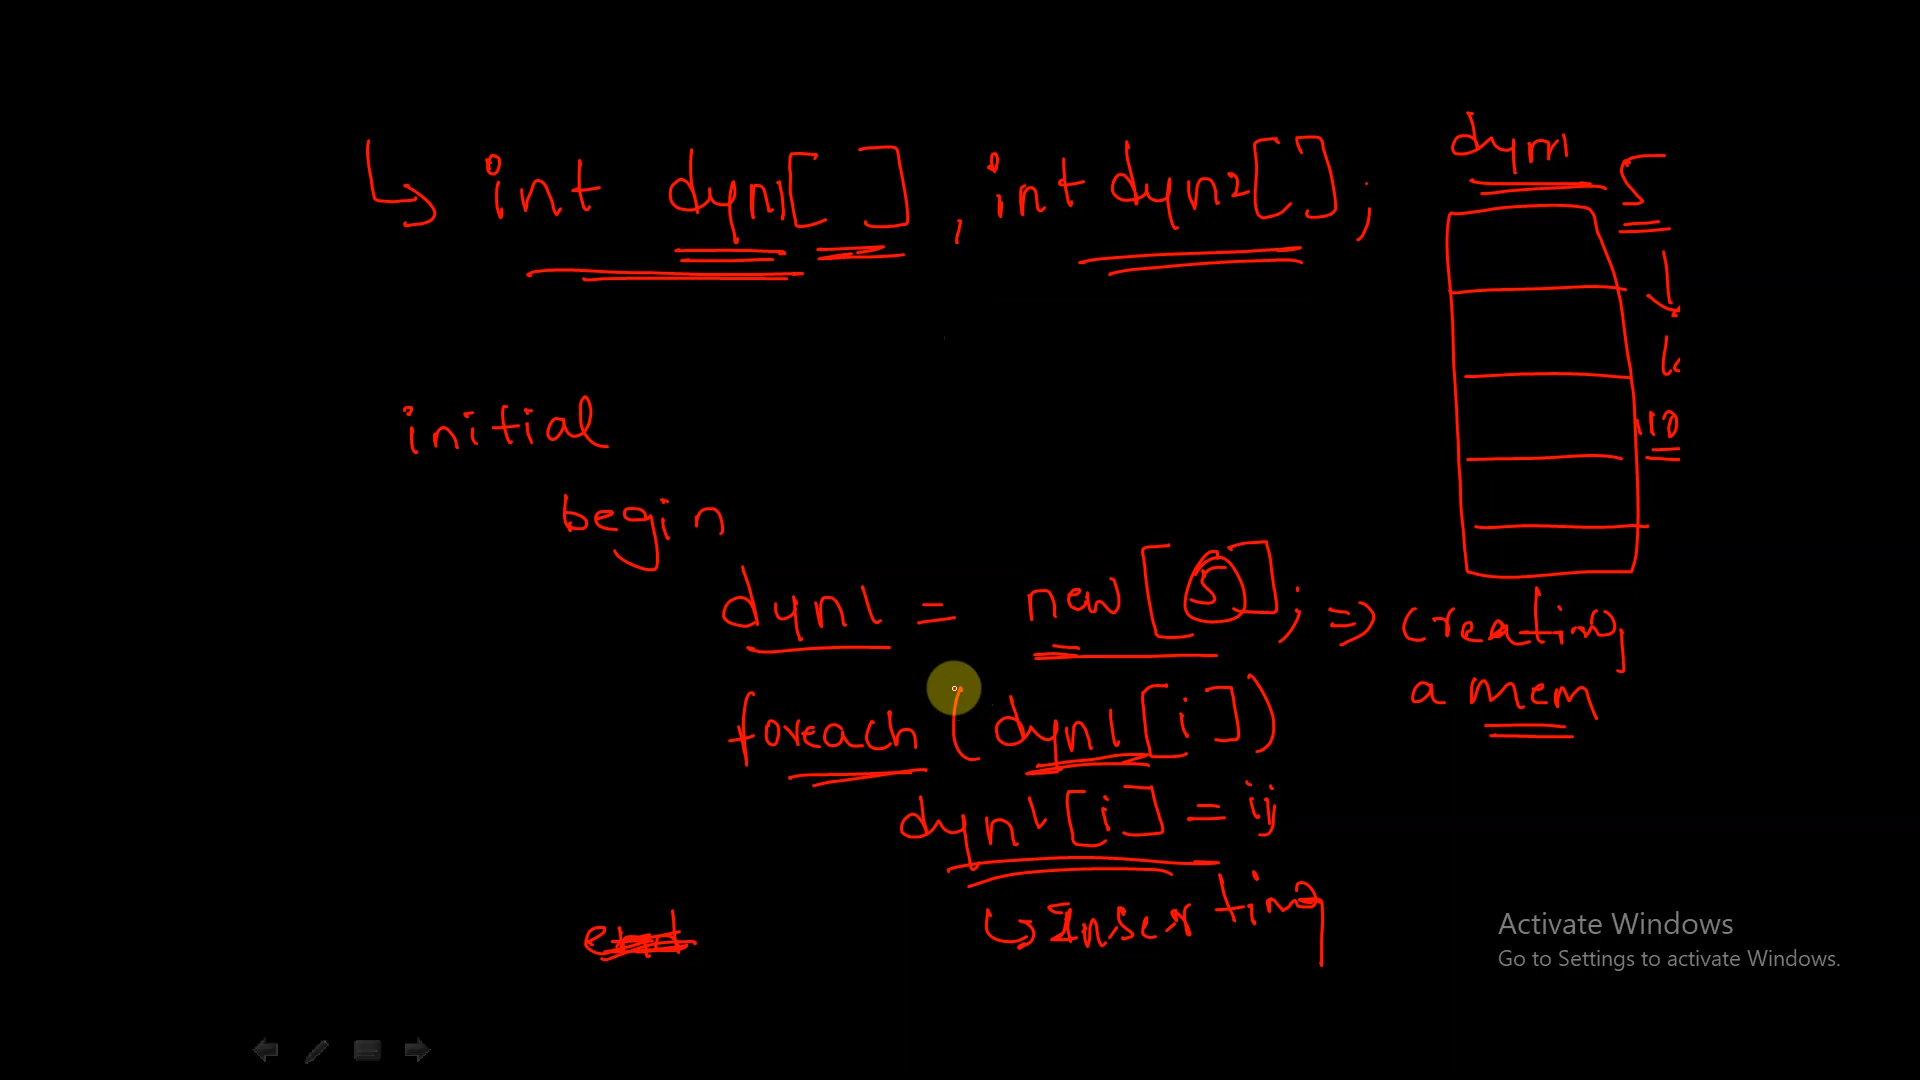 ↳ int dyn1[ ], int dyn2[ ];
dyn1 5
10
initial
begin
dyn1 = new[5]; => creating
a mem
foreach (dyn1[i])
dyn1[i] = i;
↳ Inserting
Activate Windows
Go to Settings to activate Windows.